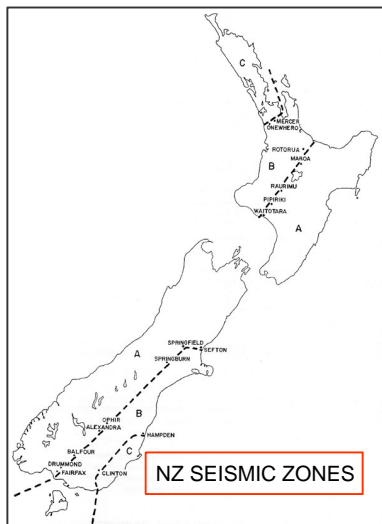 C
MERCER
ONEWHERO
ROTORUA
MAROA
B
RAURIMU
PIPIRIKI
WAITOTARA
A
SPRINGFIELD
SEFTON
A
SPRINGBURN
OPHIR
B
ALEXANDRA
HAMPDEN
BALFOUR
C
DRUMMOND
CLINTON
FAIRFAX
NZ SEISMIC ZONES